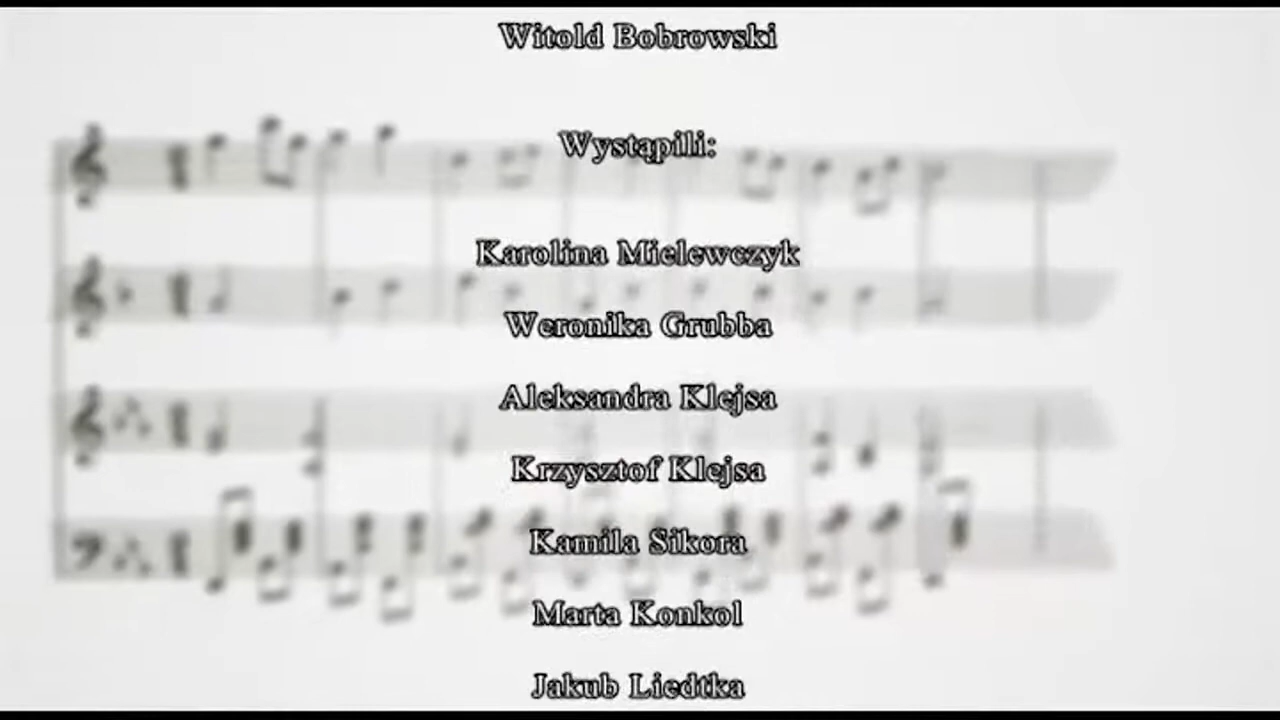 Witold Bobrowski
Wystąpili:
Karolina Mielewczyk
Weronika Grubba
Aleksandra Klejsa
Krzysztof Klejsa
Kamila Sikora
Marta Konkol
Jakub Liedtka